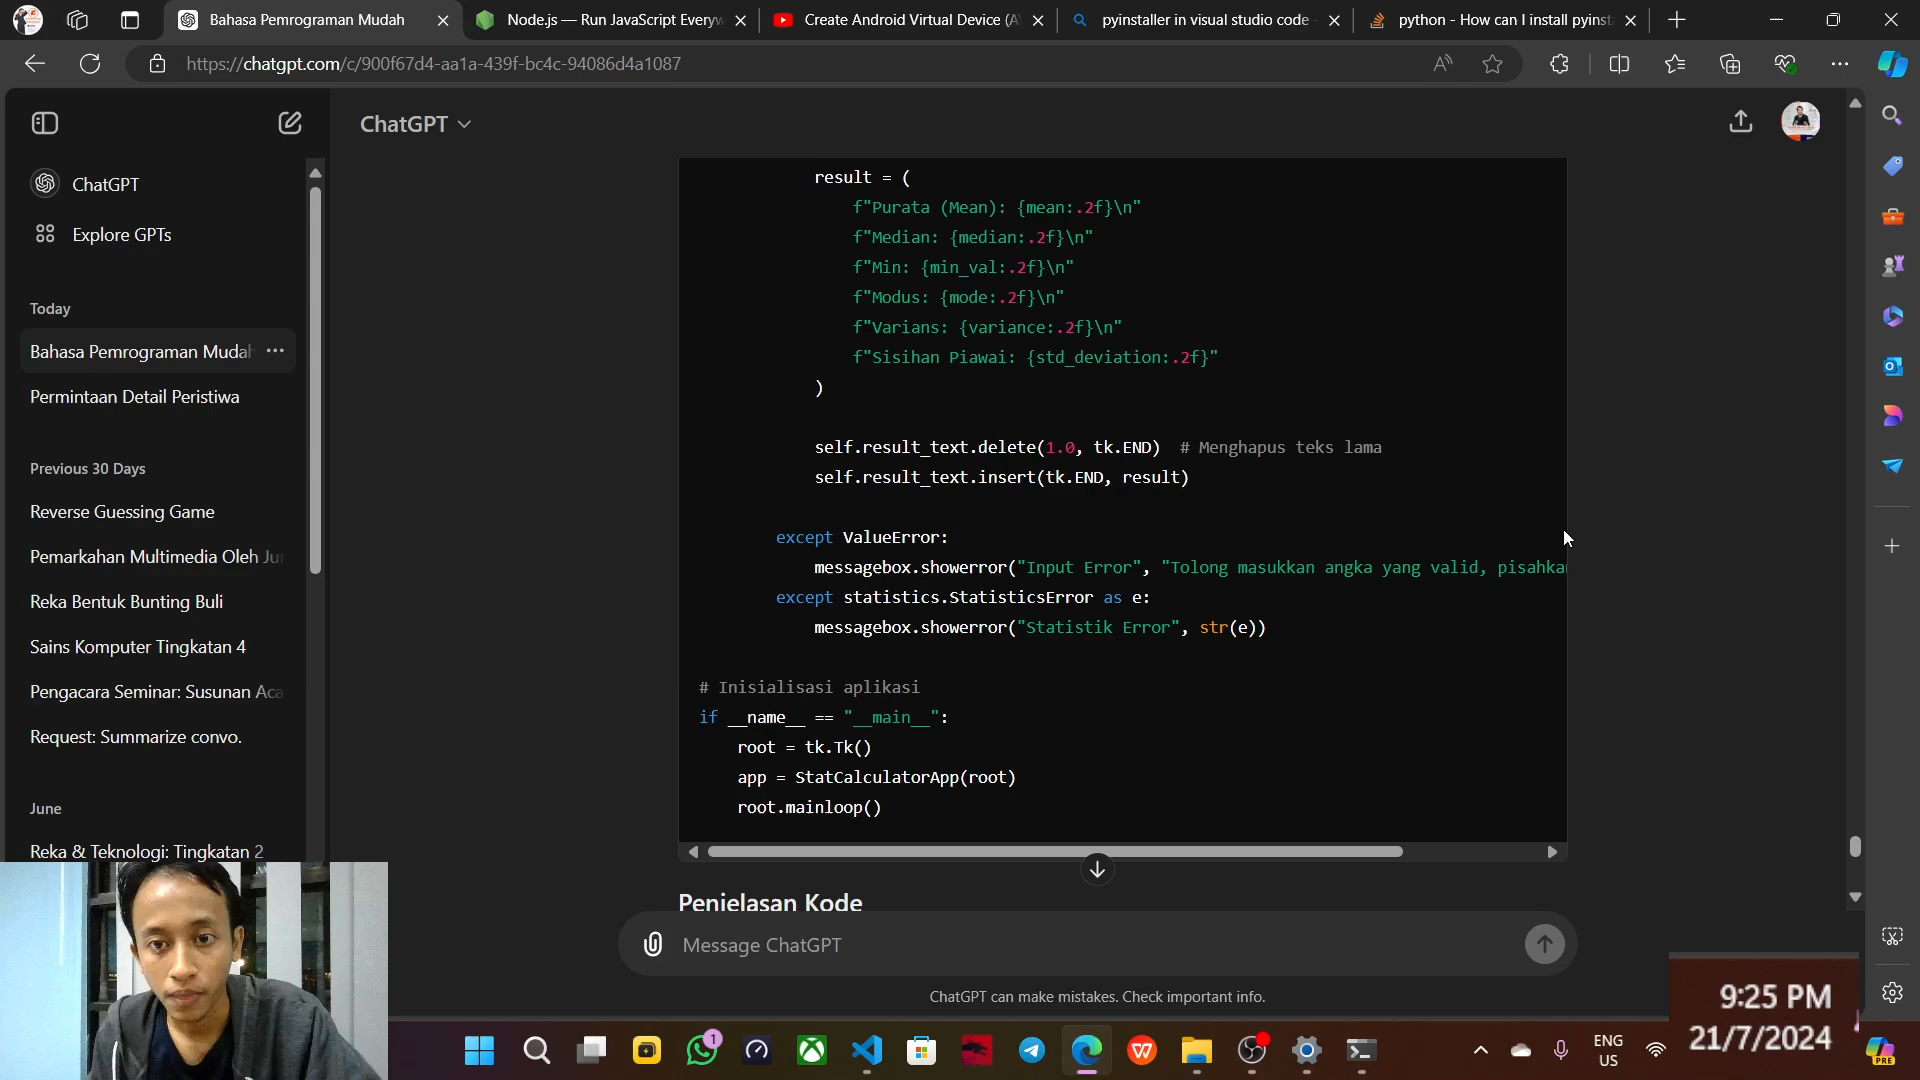 Bahasa Pemrograman Mudah
Node.js — Run JavaScript Everyw
Create Android Virtual Device (A
pyinstaller in visual studio code -
python - How can I install pyinst
https://chatgpt.com/c/900f67d4-aa1a-439f-bc4c-94086d4a1087
ChatGPT
ChatGPT
Explore GPTs
Today
Bahasa Pemrograman Mudah
Permintaan Detail Peristiwa
Previous 30 Days
Reverse Guessing Game
Pemarkahan Multimedia Oleh Jur
Reka Bentuk Bunting Buli
Sains Komputer Tingkatan 4
Pengacara Seminar: Susunan Aca
Request: Summarize convo.
June
Reka & Teknologi: Tingkatan 2
result = (
f"Purata (Mean): {mean:.2f}\n"
f"Median: {median:.2f}\n"
f"Min: {min_val:.2f}\n"
f"Modus: {mode:.2f}\n"
f"Varians: {variance:.2f}\n"
f"Sisihan Piawai: {std_deviation:.2f}"
)
self.result_text.delete(1.0, tk.END)  # Menghapus teks lama
self.result_text.insert(tk.END, result)
except ValueError:
messagebox.showerror("Input Error", "Tolong masukkan angka yang valid, pisahkan
except statistics.StatisticsError as e:
messagebox.showerror("Statistik Error", str(e))
# Inisialisasi aplikasi
if __name__ == "__main__":
root = tk.Tk()
app = StatCalculatorApp(root)
root.mainloop()
Penjelasan Kode
Message ChatGPT
ChatGPT can make mistakes. Check important info.
1
ENG
US
9:25 PM
21/7/2024
PRE